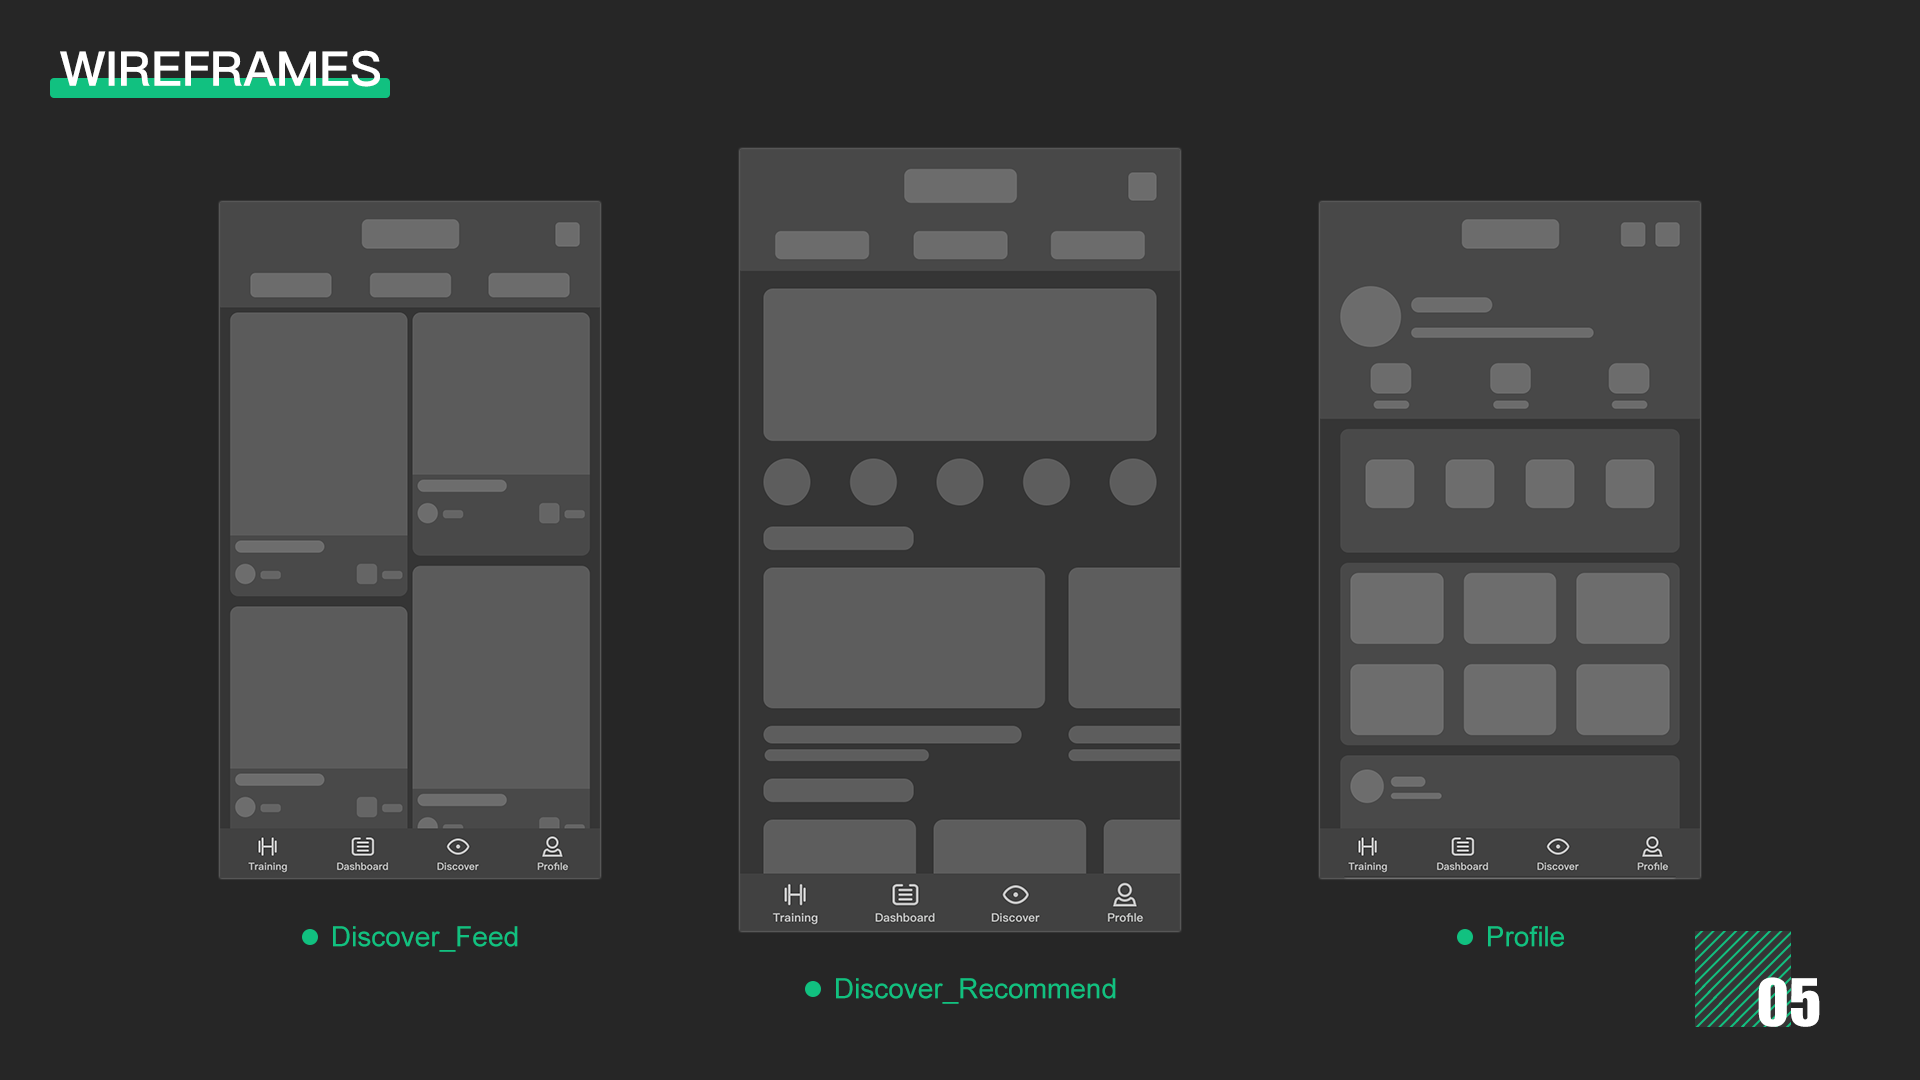 WIREFRAMES
Training Dashboard Discover Profile
Discover_Feed
Training Dashboard Discover Profile
Discover_Recommend
Training Dashboard Discover Profile
Profile
05